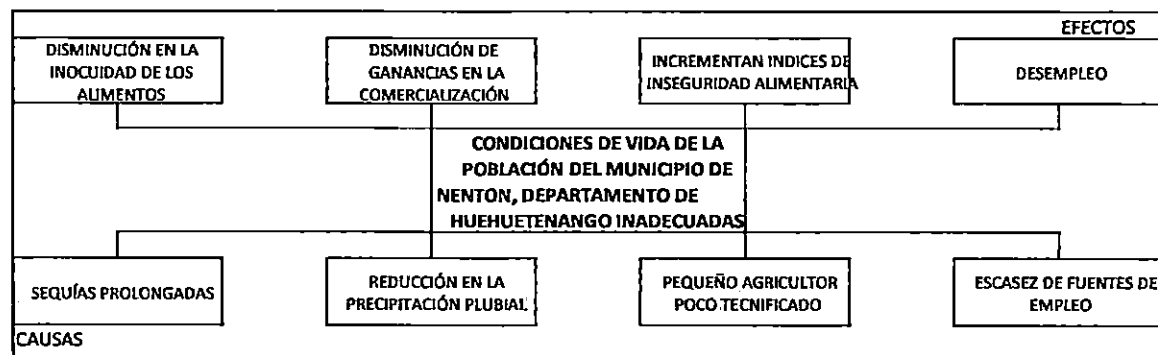 EFECTOS
DISMINUCIÓN EN LA
INOCUIDAD DE LOS
ALIMENTOS
DISMINUCIÓN DE
GANANCIAS EN LA
COMERCIALIZACIÓN
INCREMENTAN INDICES DE
INSEGURIDAD ALIMENTARIA
DESEMPLEO
CONDICIONES DE VIDA DE LA
POBLACIÓN DEL MUNICIPIO DE
NENTON, DEPARTAMENTO DE
HUEHUETENANGO INADECUADAS
SEQUÍAS PROLONGADAS
REDUCCIÓN EN LA
PRECIPITACIÓN PLUBIAL
PEQUEÑO AGRICULTOR
POCO TECNIFICADO
ESCASEZ DE FUENTES DE
EMPLEO
CAUSAS